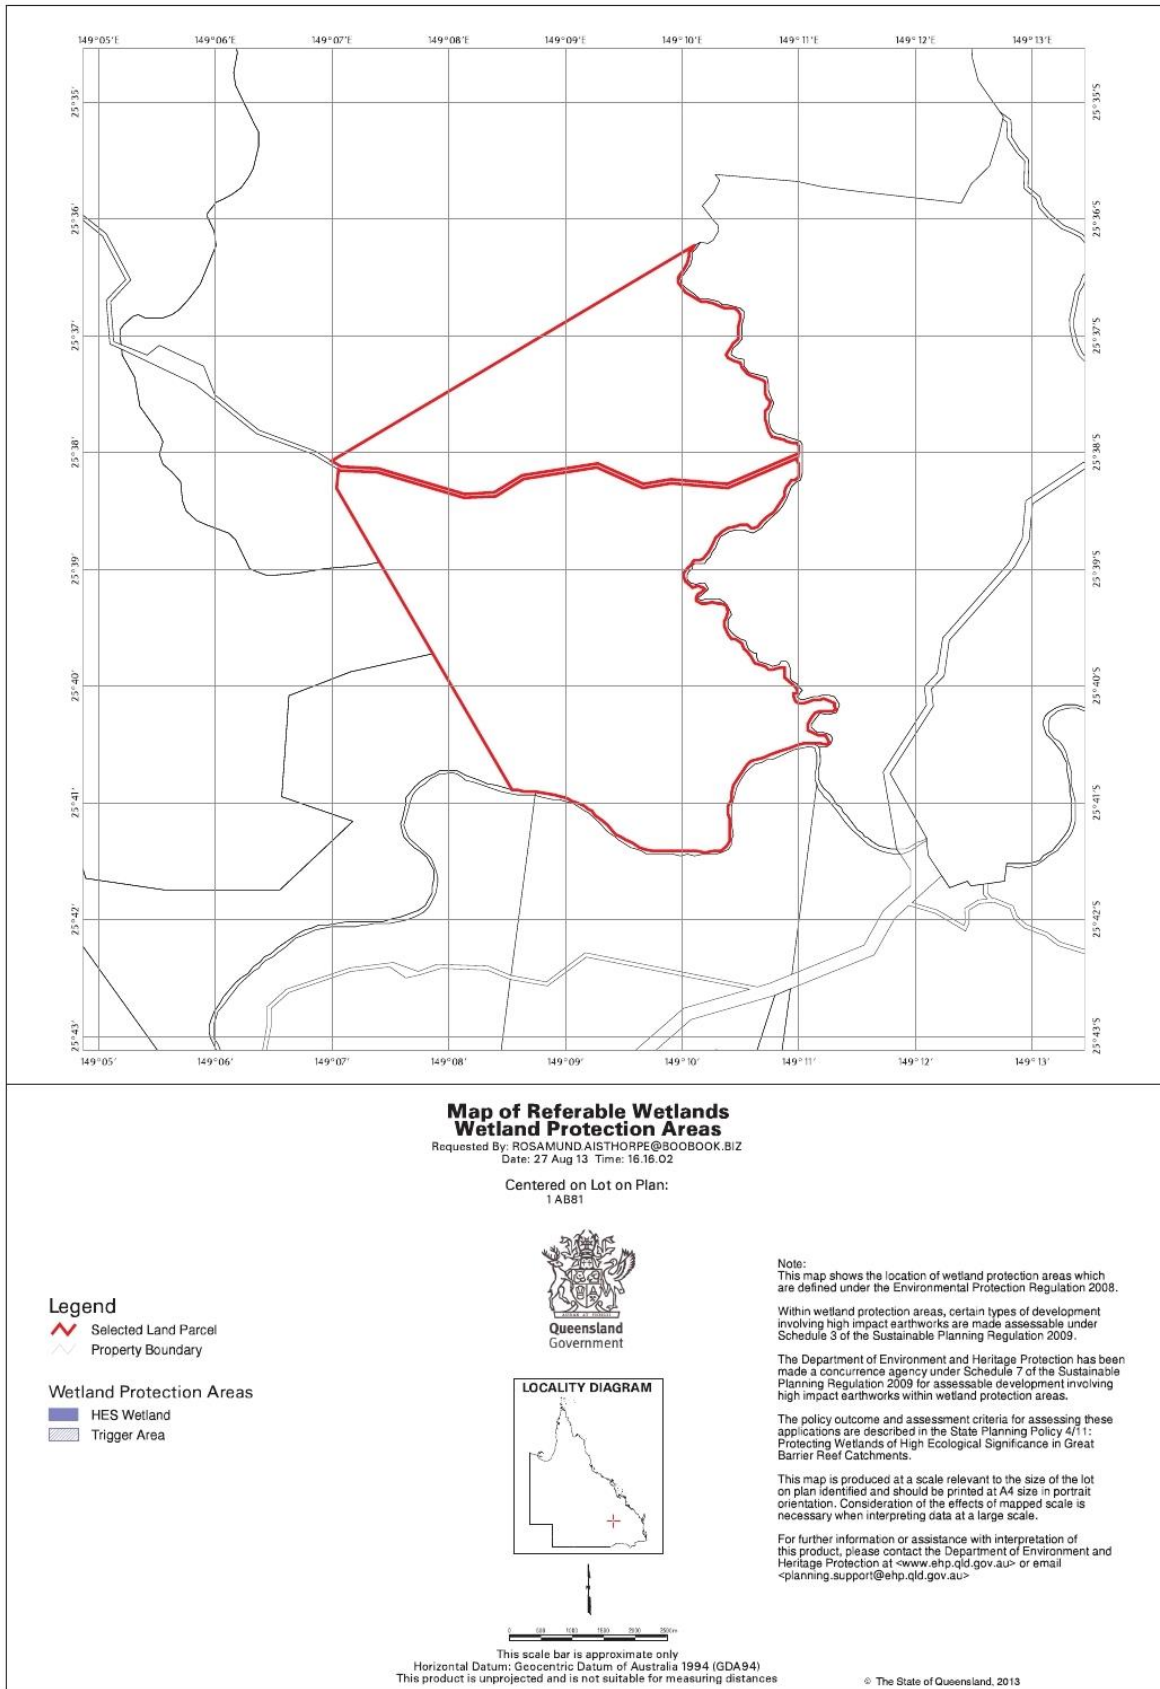 149°05'E 149°06'E 149°07'E 149°08'E 149°09'E 149°10'E 149°11'E 149°12'E 149°13'E
25°35' 25°35'S
25°36' 25°36'S
25°37' 25°37'S
25°38' 25°38'S
25°39' 25°39'S
25°40' 25°40'S
25°41' 25°41'S
25°42' 25°42'S
25°43' 25°43'S
149°05' 149°06' 149°07' 149°08' 149°09' 149°10' 149°11' 149°12' 149°13'
Map of Referable Wetlands
Wetland Protection Areas
Requested By: ROSAMUND.AISTHORPE@BOOBOOK.BIZ
Date: 27 Aug 13 Time: 16.16.02
Centered on Lot on Plan:
1 AB81
Queensland
Government
Legend
Selected Land Parcel
Property Boundary
Wetland Protection Areas
HES Wetland
Trigger Area
LOCALITY DIAGRAM
0 500 1000 1500 2000 2500m
This scale bar is approximate only
Horizontal Datum: Geocentric Datum of Australia 1994 (GDA94)
This product is unprojected and is not suitable for measuring distances
Note:
This map shows the location of wetland protection areas which
are defined under the Environmental Protection Regulation 2008.
Within wetland protection areas, certain types of development
involving high impact earthworks are made assessable under
Schedule 3 of the Sustainable Planning Regulation 2009.
The Department of Environment and Heritage Protection has been
made a concurrence agency under Schedule 7 of the Sustainable
Planning Regulation 2009 for assessable development involving
high impact earthworks within wetland protection areas.
The policy outcome and assessment criteria for assessing these
applications are described in the State Planning Policy 4/11:
Protecting Wetlands of High Ecological Significance in Great
Barrier Reef Catchments.
This map is produced at a scale relevant to the size of the lot
on plan identified and should be printed at A4 size in portrait
orientation. Consideration of the effects of mapped scale is
necessary when interpreting data at a large scale.
For further information or assistance with interpretation of
this product, please contact the Department of Environment and
Heritage Protection at <www.ehp.qld.gov.au> or email
<planning.support@ehp.qld.gov.au>
© The State of Queensland, 2013